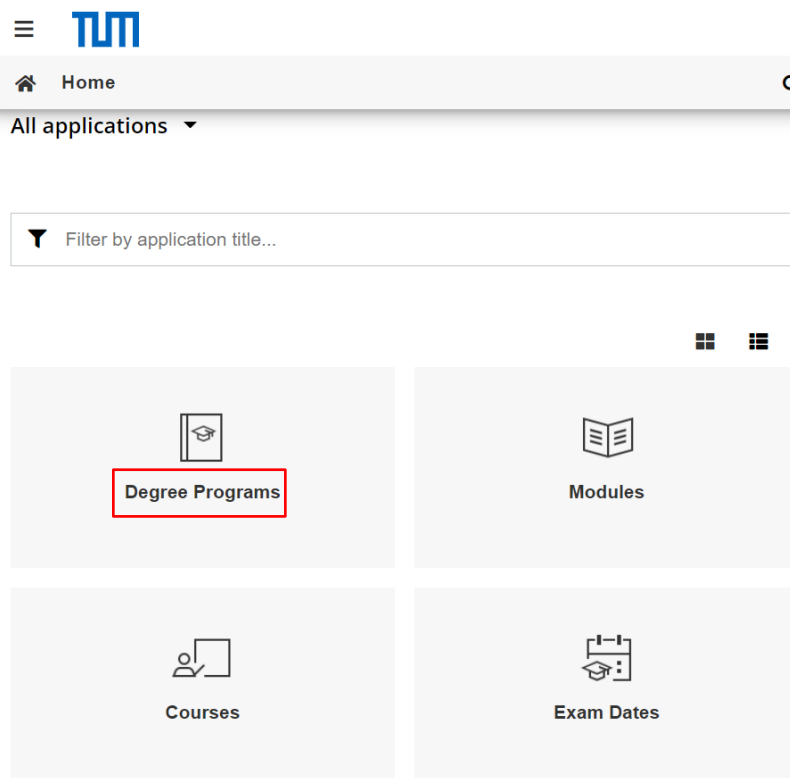 TUM
Home
All applications
Filter by application title...
Degree Programs
Modules
Courses
Exam Dates